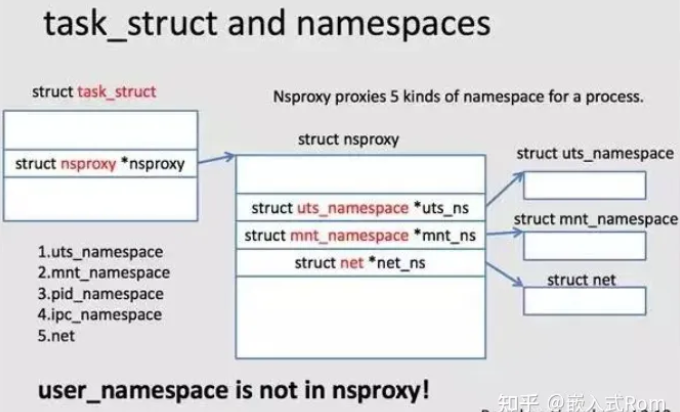 task_struct and namespaces
struct task_struct
Nsproxy proxies 5 kinds of namespace for a process.
struct nsproxy
struct nsproxy *nsproxy
struct uts_namespace
struct uts_namespace *uts_ns
struct mnt_namespace
struct mnt_namespace *mnt_ns
struct net *net_ns
struct net
1.uts_namespace
2.mnt_namespace
3.pid_namespace
4.ipc_namespace
5.net
user_namespace is not in nsproxy!
知乎 @嵌入式Rom